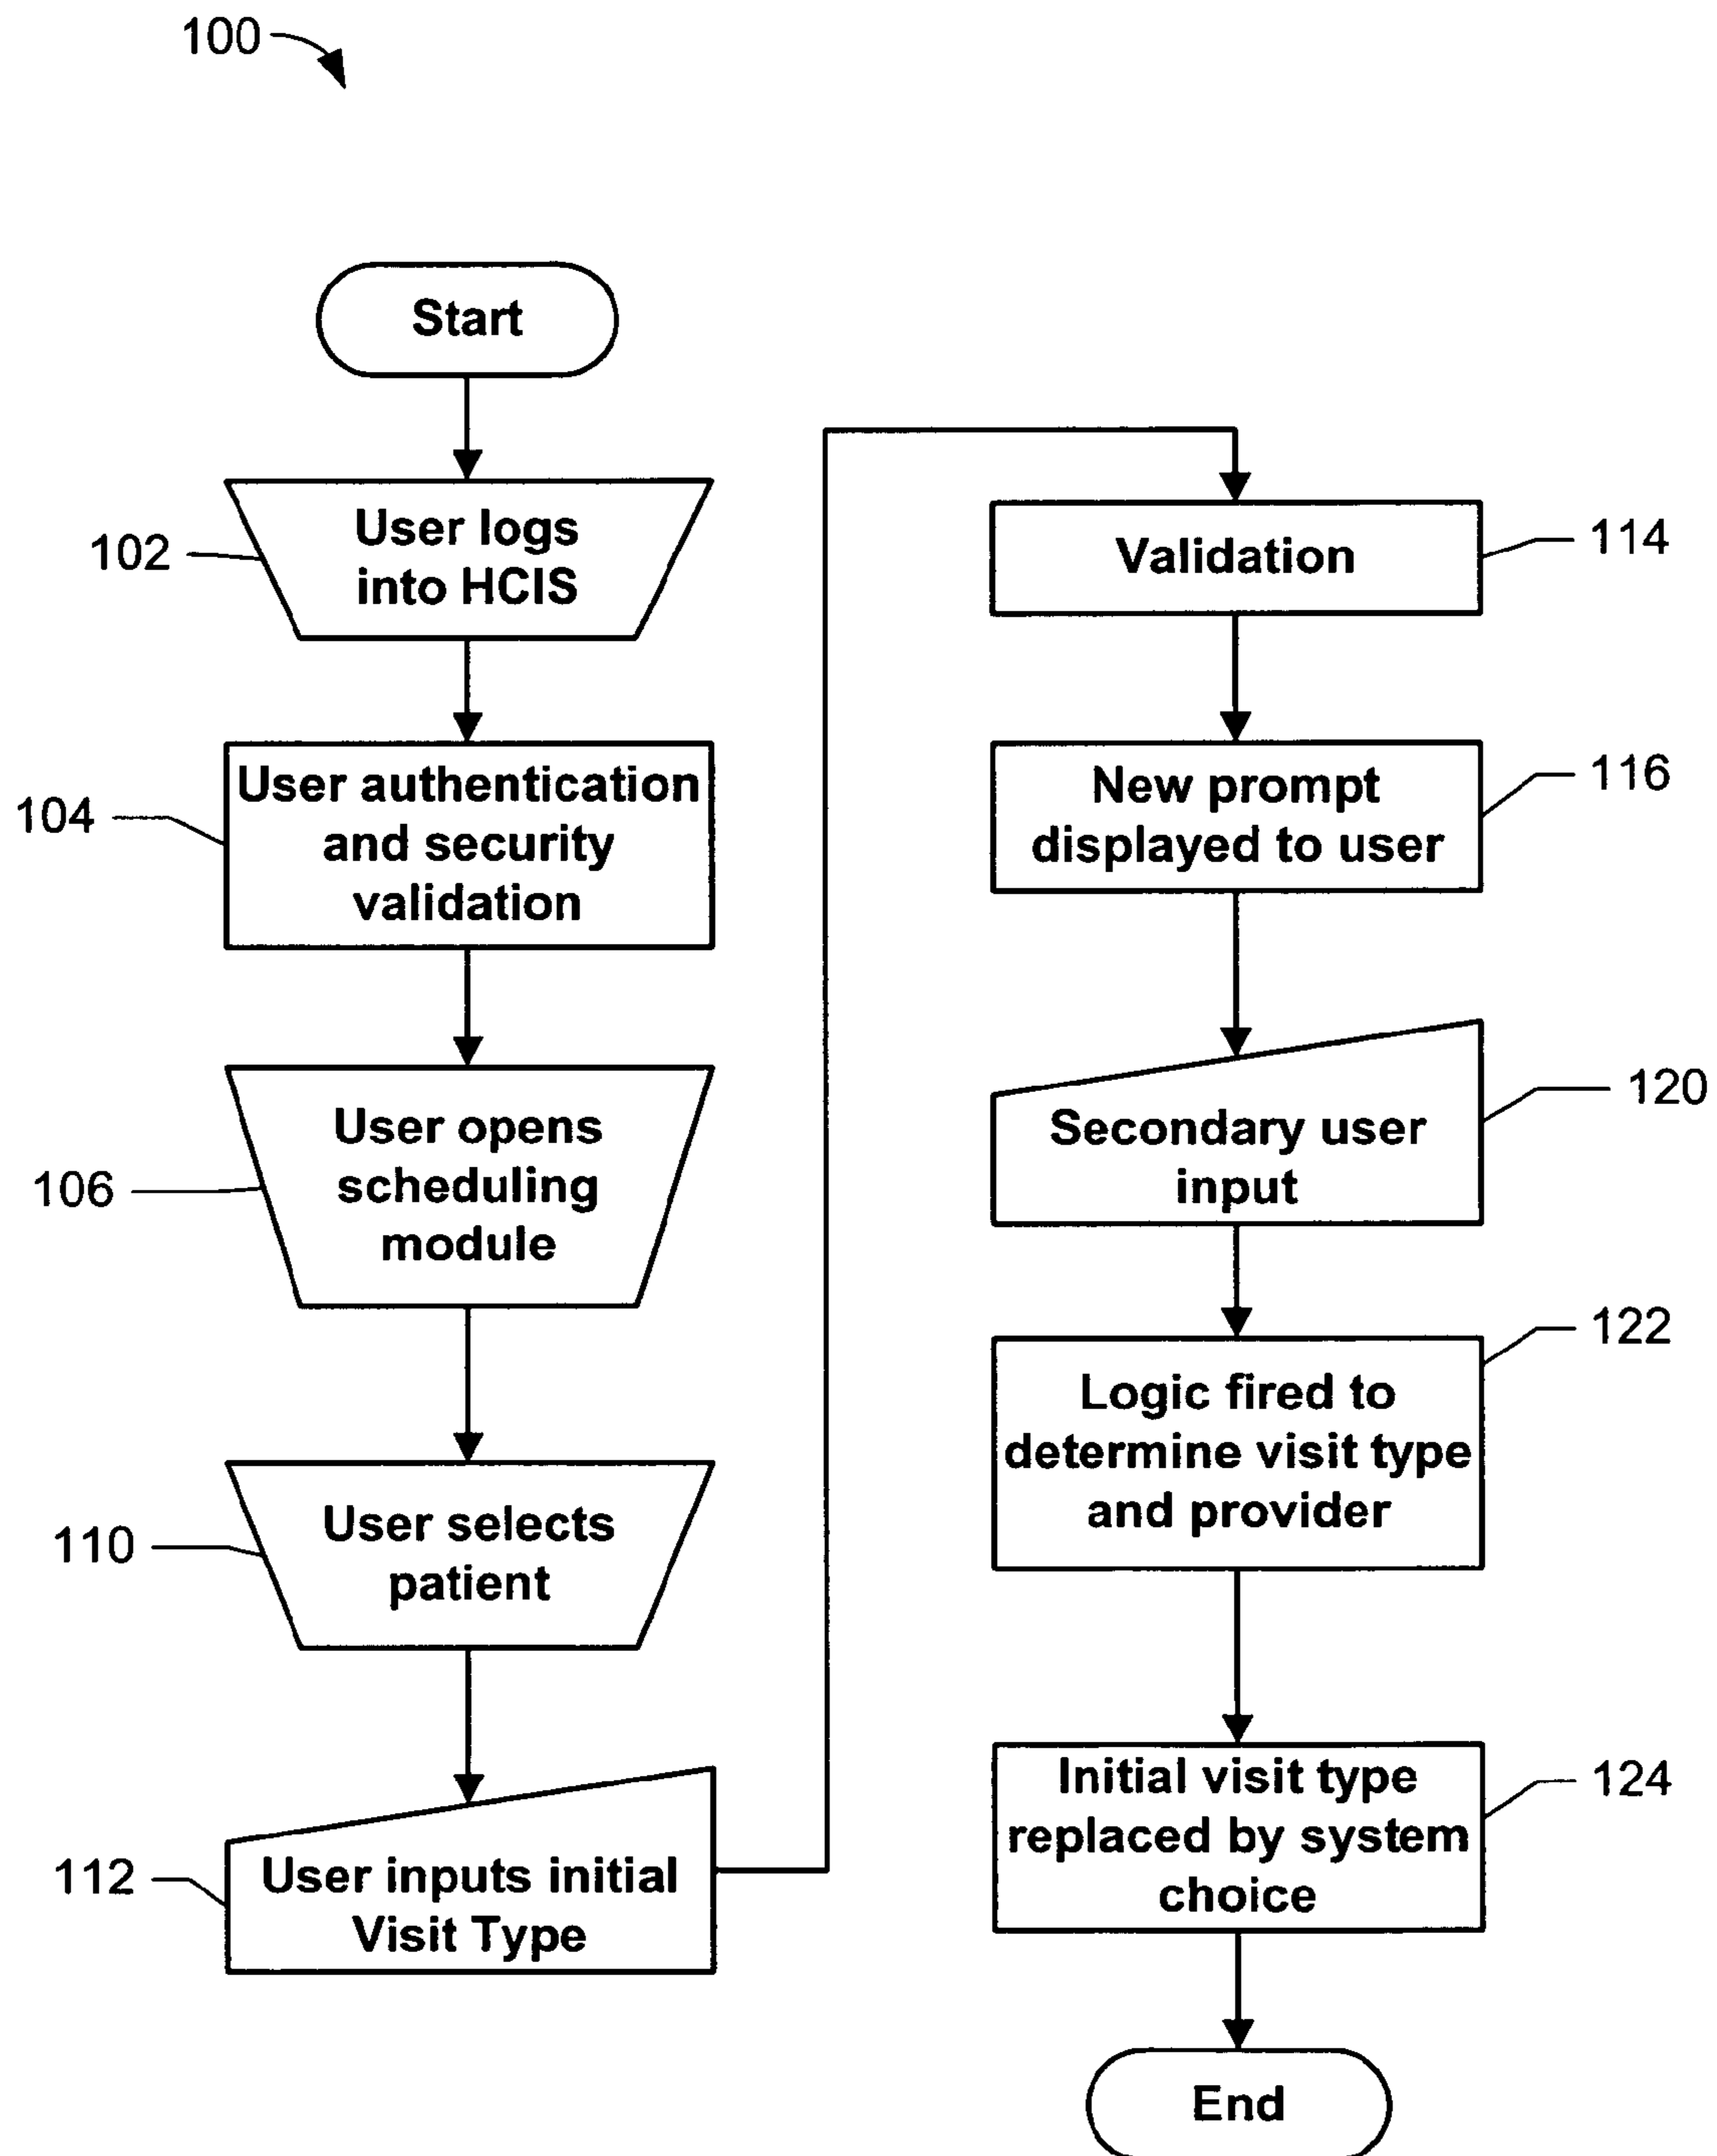 100
Start
102
User logs
into HCIS
104
User authentication
and security
validation
106
User opens
scheduling
module
110
User selects
patient
112
User inputs initial
Visit Type
Validation
114
New prompt
displayed to user
116
Secondary user
input
120
Logic fired to
determine visit type
and provider
122
Initial visit type
replaced by system
choice
124
End